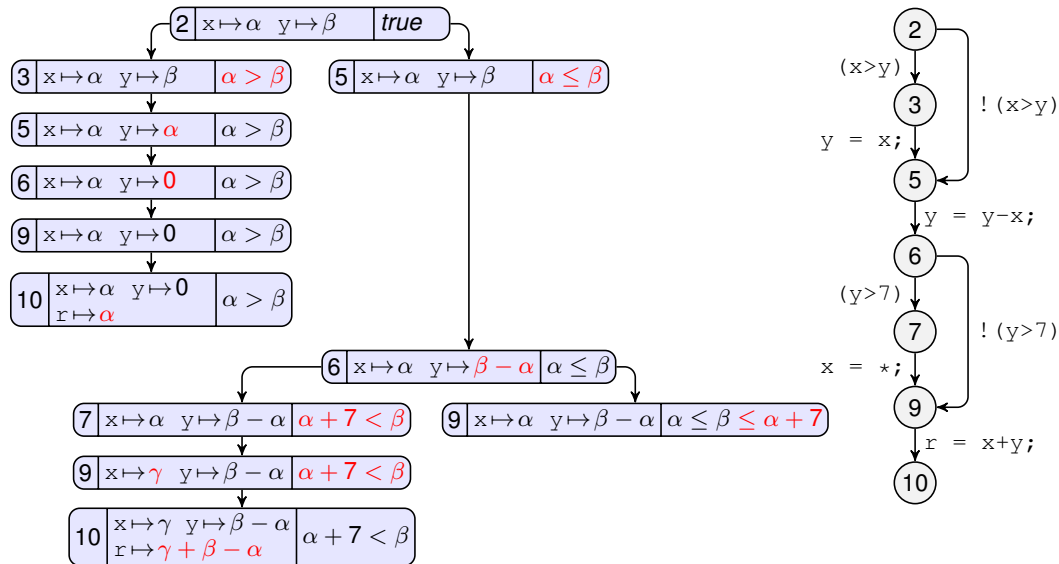 2 x↦α y↦β true
3 x↦α y↦β α > β
5 x↦α y↦β α ≤ β
5 x↦α y↦α α > β
6 x↦α y↦0 α > β
9 x↦α y↦0 α > β
10 x↦α y↦0 α > β
r↦α
6 x↦α y↦β − α α ≤ β
7 x↦α y↦β − α α + 7 < β
9 x↦α y↦β − α α ≤ β ≤ α + 7
9 x↦γ y↦β − α α + 7 < β
10 x↦γ y↦β − α α + 7 < β
r↦γ + β − α
2
(x>y)
!(x>y)
3
y = x;
5
y = y-x;
6
(y>7)
!(y>7)
7
x = *;
9
r = x+y;
10